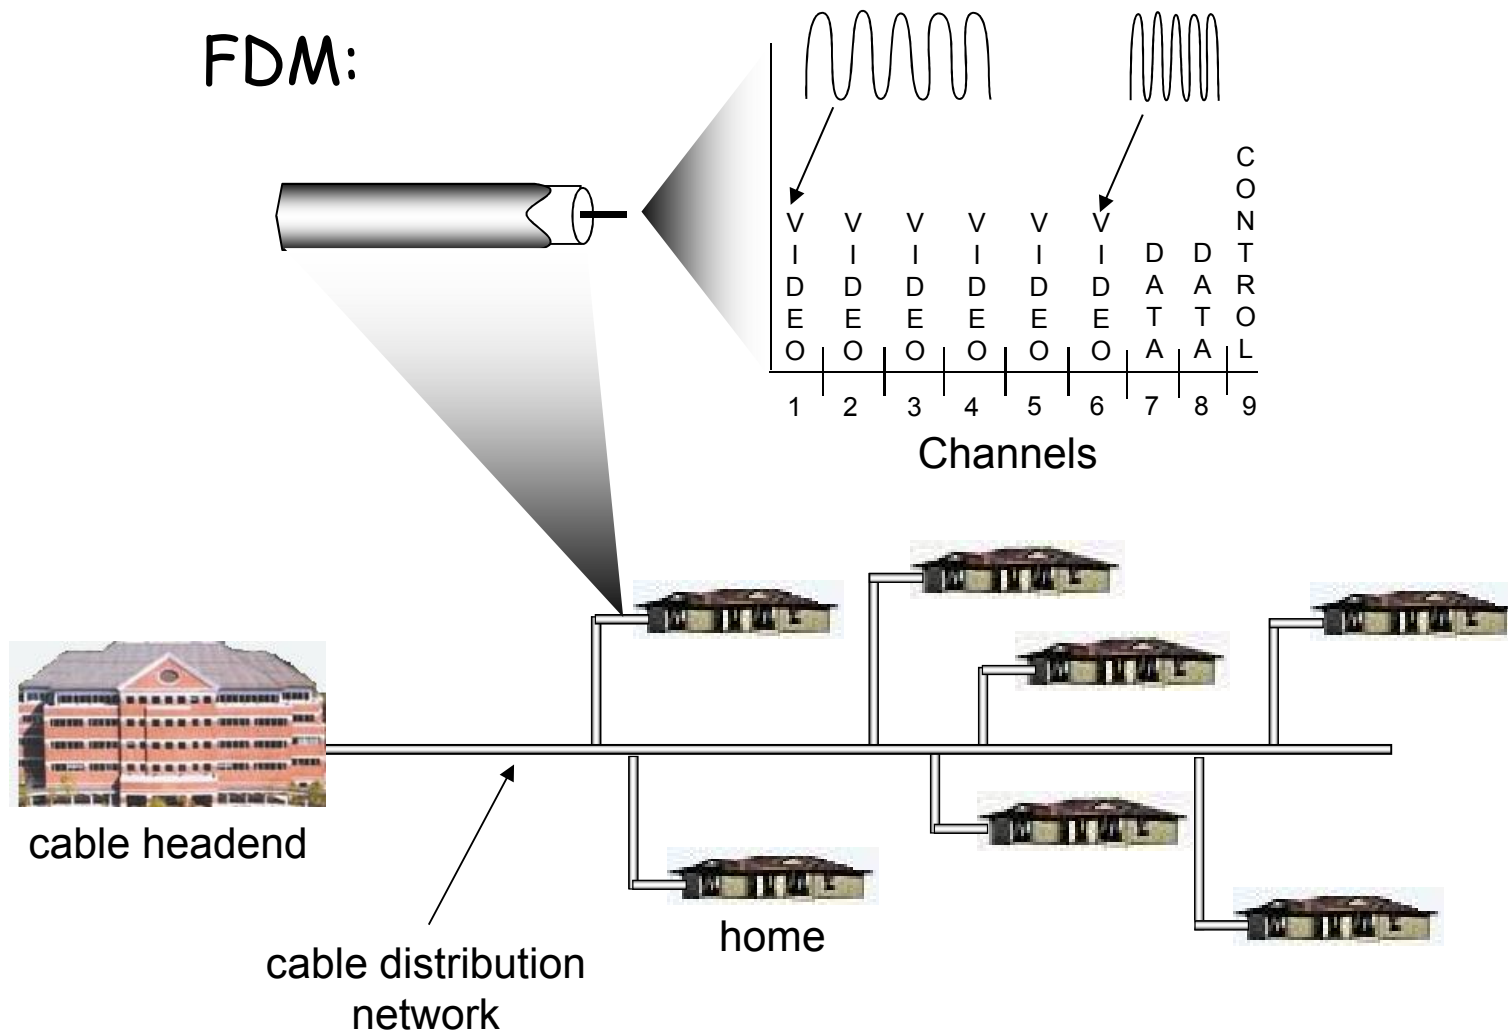 FDM:
VIDEO
VIDEO
VIDEO
VIDEO
VIDEO
VIDEO
DATA
DATA
CONTROL
1 2 3 4 5 6 7 8 9
Channels
cable headend
home
cable distribution
network